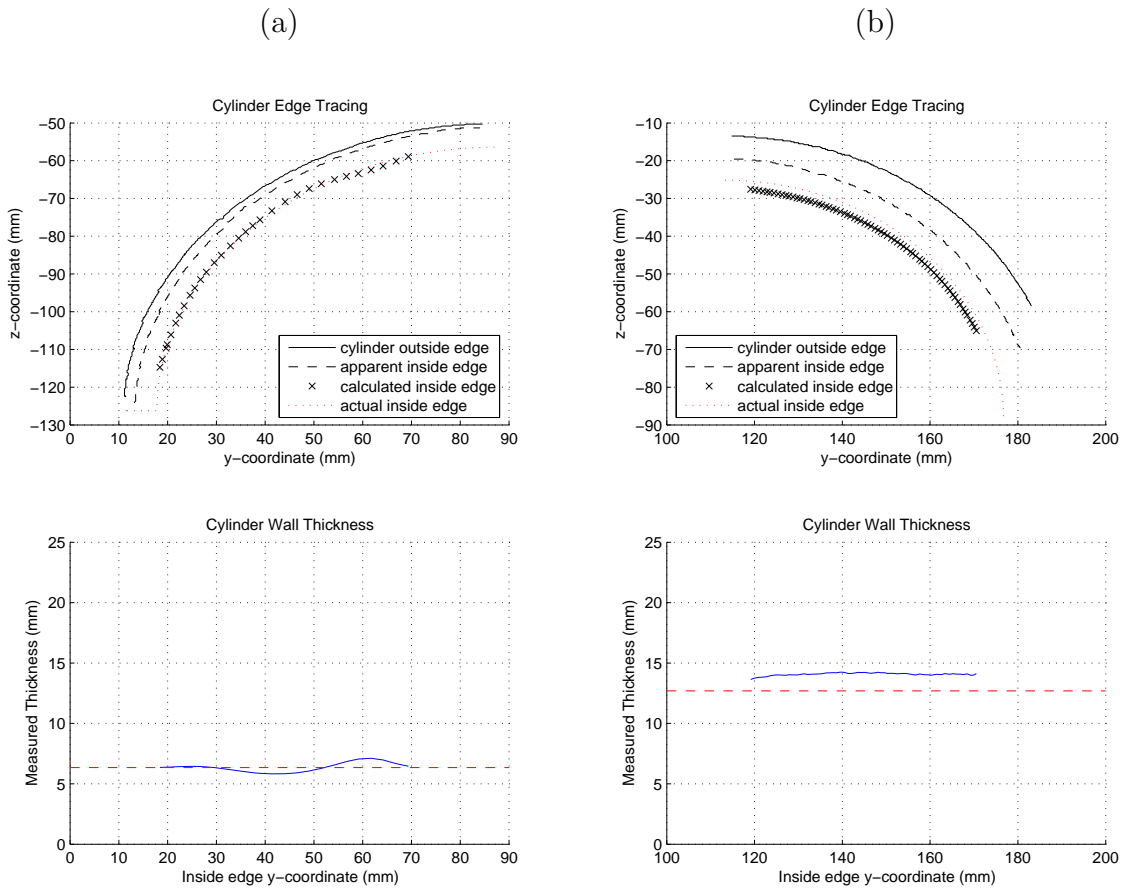 (a)
(b)
Cylinder Edge Tracing
−50
−60
−70
−80
−90
−100
−110
−120
−130
z−coordinate (mm)
cylinder outside edge
apparent inside edge
calculated inside edge
actual inside edge
0 10 20 30 40 50 60 70 80 90
y−coordinate (mm)
Cylinder Edge Tracing
−10
−20
−30
−40
−50
−60
−70
−80
−90
z−coordinate (mm)
cylinder outside edge
apparent inside edge
calculated inside edge
actual inside edge
100 120 140 160 180 200
y−coordinate (mm)
Cylinder Wall Thickness
25
20
15
10
5
0
Measured Thickness (mm)
0 10 20 30 40 50 60 70 80 90
Inside edge y−coordinate (mm)
Cylinder Wall Thickness
25
20
15
10
5
0
Measured Thickness (mm)
100 120 140 160 180 200
Inside edge y−coordinate (mm)